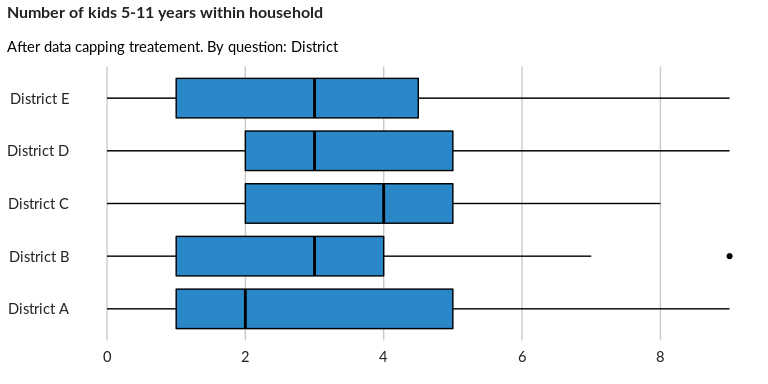 Number of kids 5-11 years within household
After data capping treatement. By question: District
District E
District D
District C
District B
District A
0 2 4 6 8